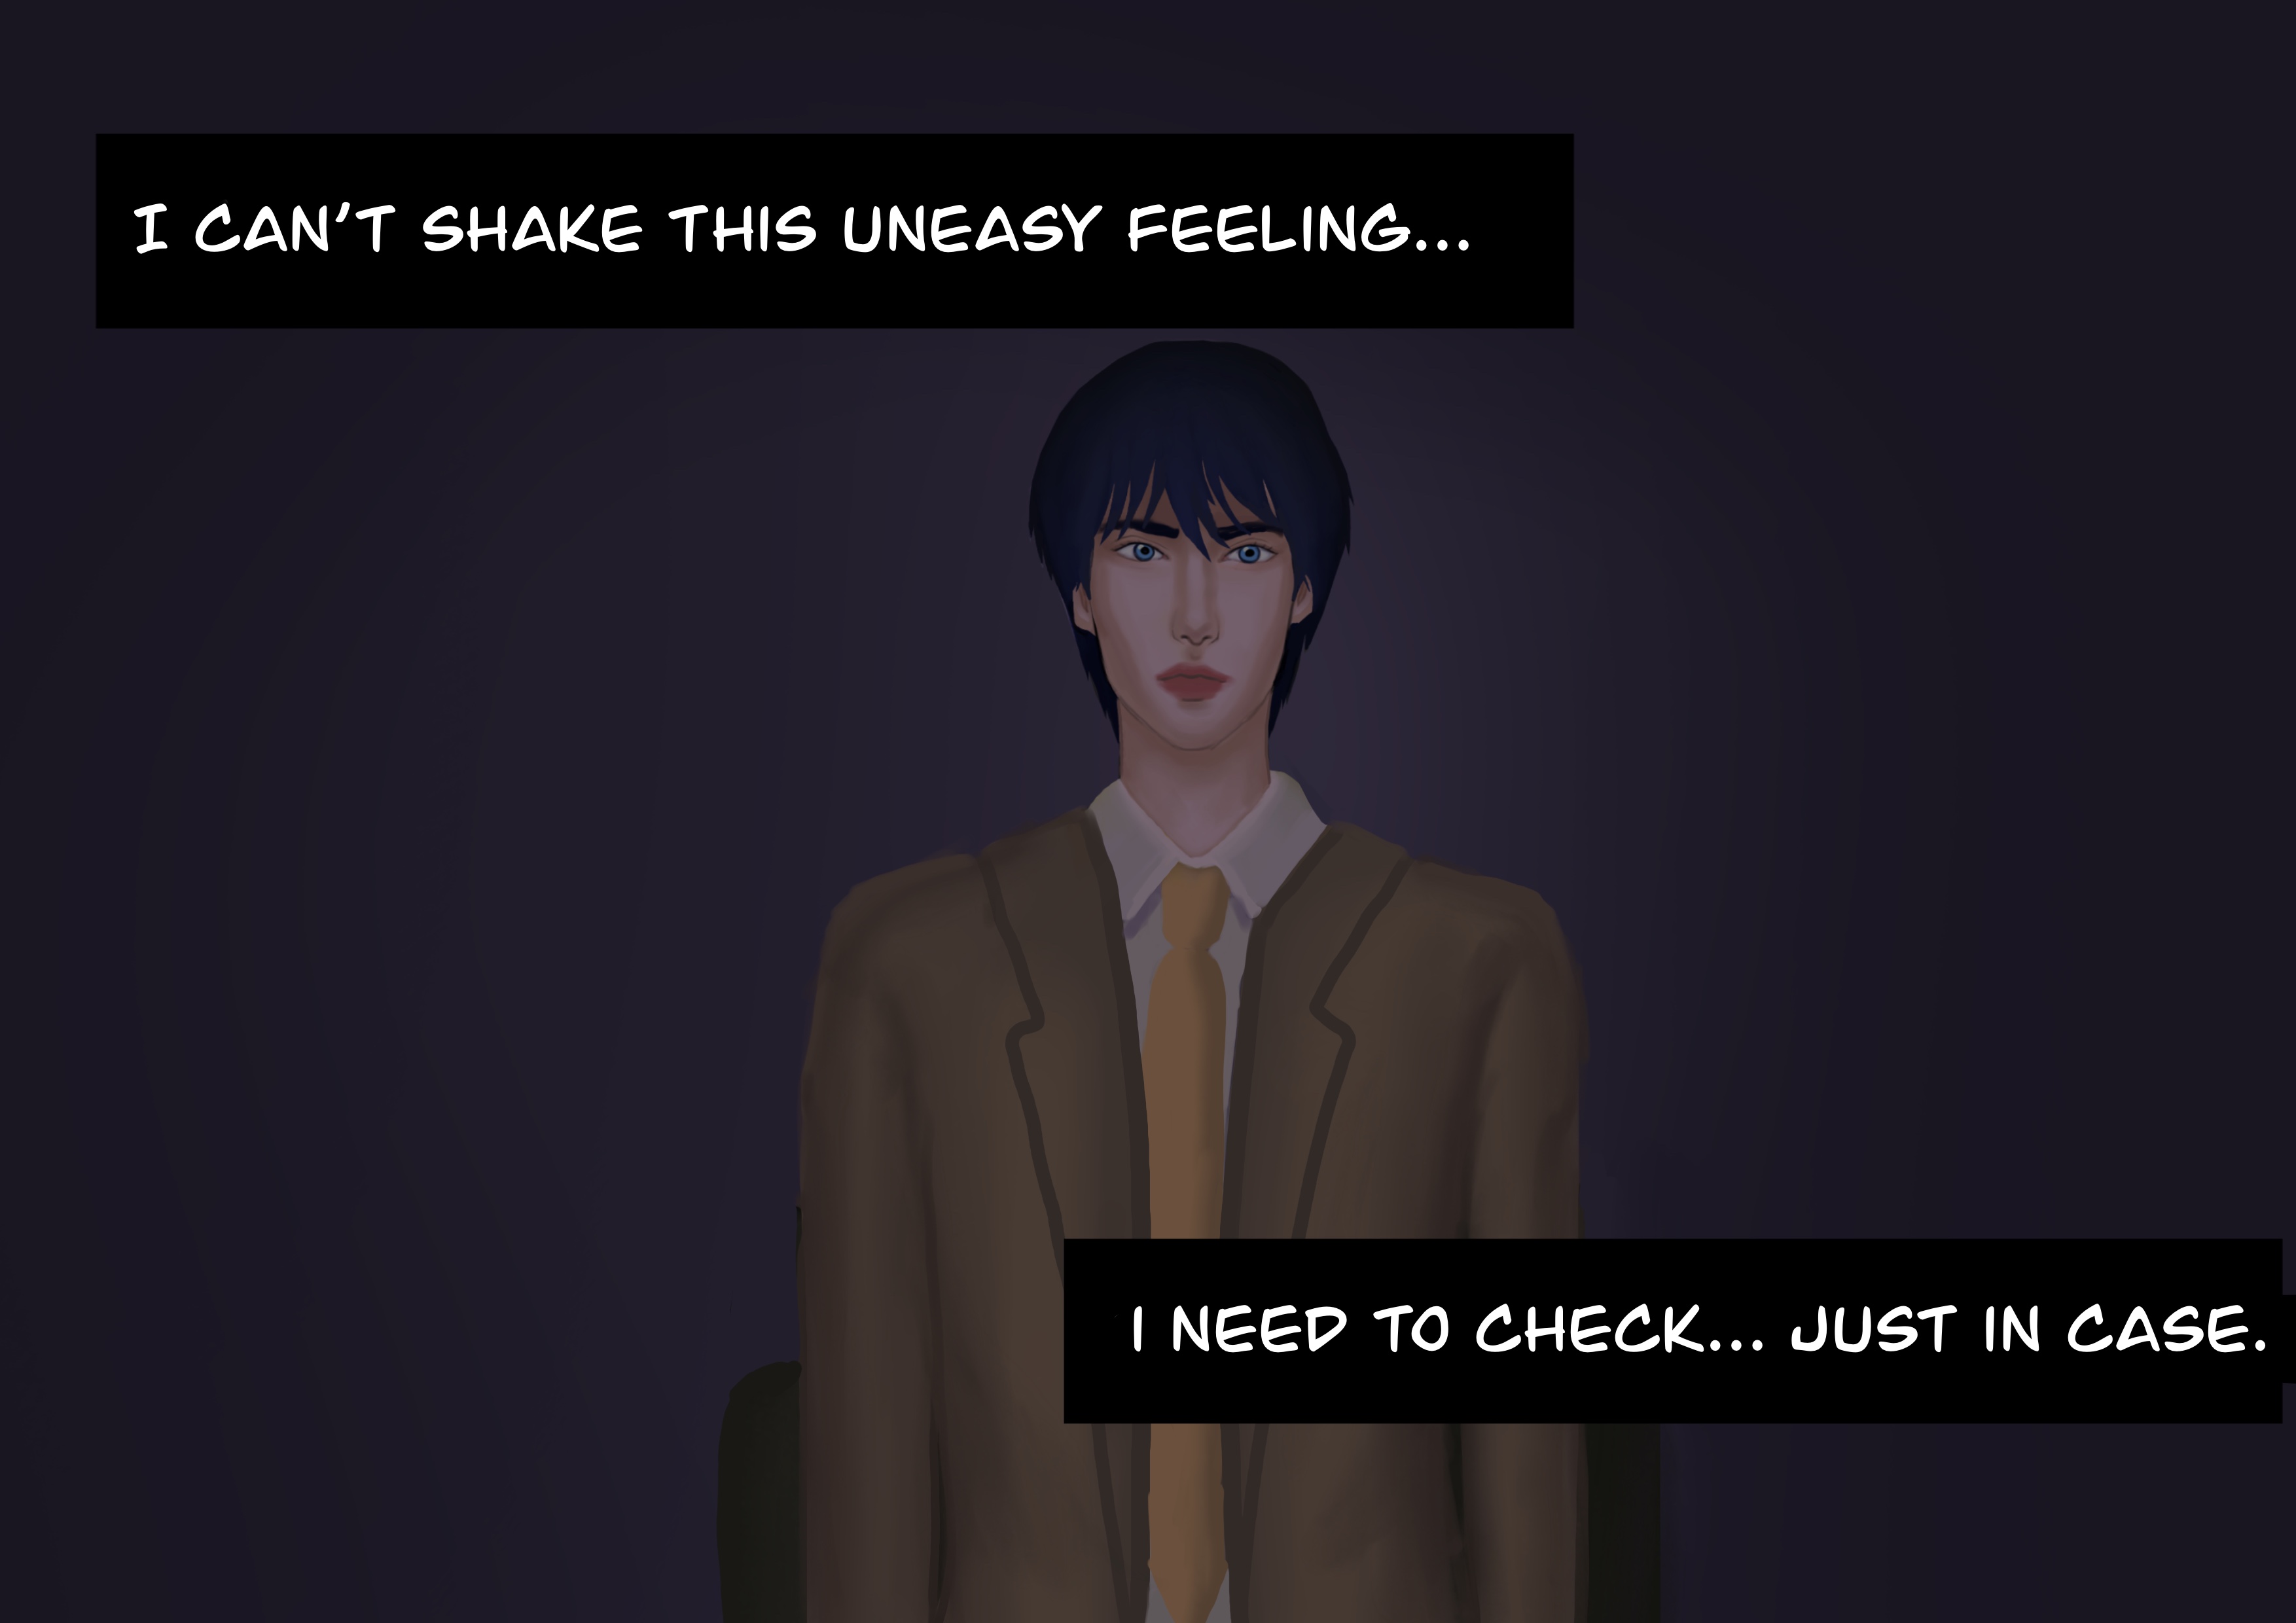 I CAN'T SHAKE THIS UNEASY FEELING...
I NEED TO CHECK... JUST IN CASE.